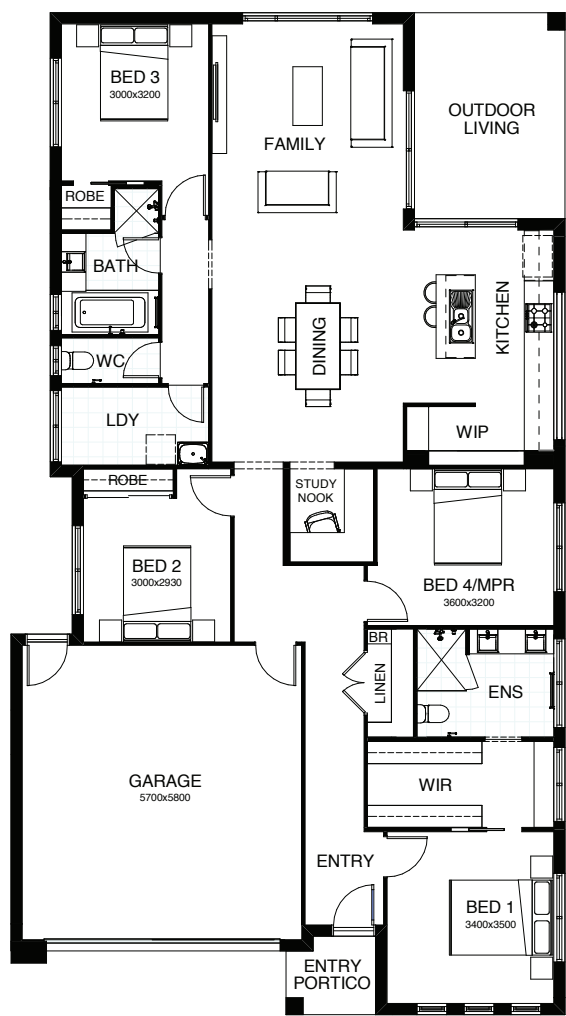 BED 3
3000x3200
FAMILY
OUTDOOR
LIVING
ROBE
BATH
KITCHEN
DINING
WC
LDY
WIP
ROBE
STUDY
NOOK
BED 2
3000x2930
BED 4/MPR
3600x3200
BR
LINEN
ENS
GARAGE
5700x5800
WIR
ENTRY
BED 1
3400x3500
ENTRY
PORTICO